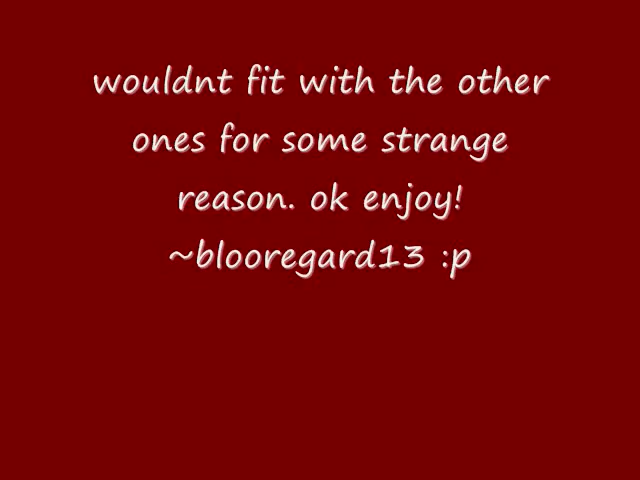 wouldnt fit with the other
ones for some strange
reason. ok enjoy!
~blooregard13 :p